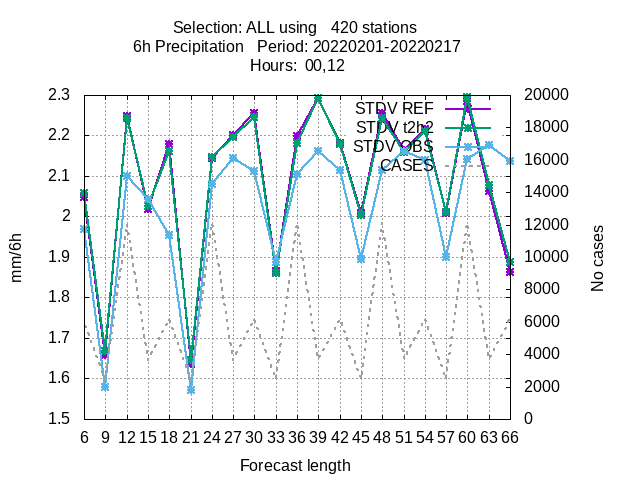 Selection: ALL using   420 stations
6h Precipitation   Period: 20220201-20220217
Hours:  00,12
STDV REF
STDV t2h2
STDV OBS
CASES
2.3
2.2
2.1
2
1.9
1.8
1.7
1.6
1.5
mm/6h
20000
18000
16000
14000
12000
10000
8000
6000
4000
2000
0
No cases
6 9 12 15 18 21 24 27 30 33 36 39 42 45 48 51 54 57 60 63 66
Forecast length